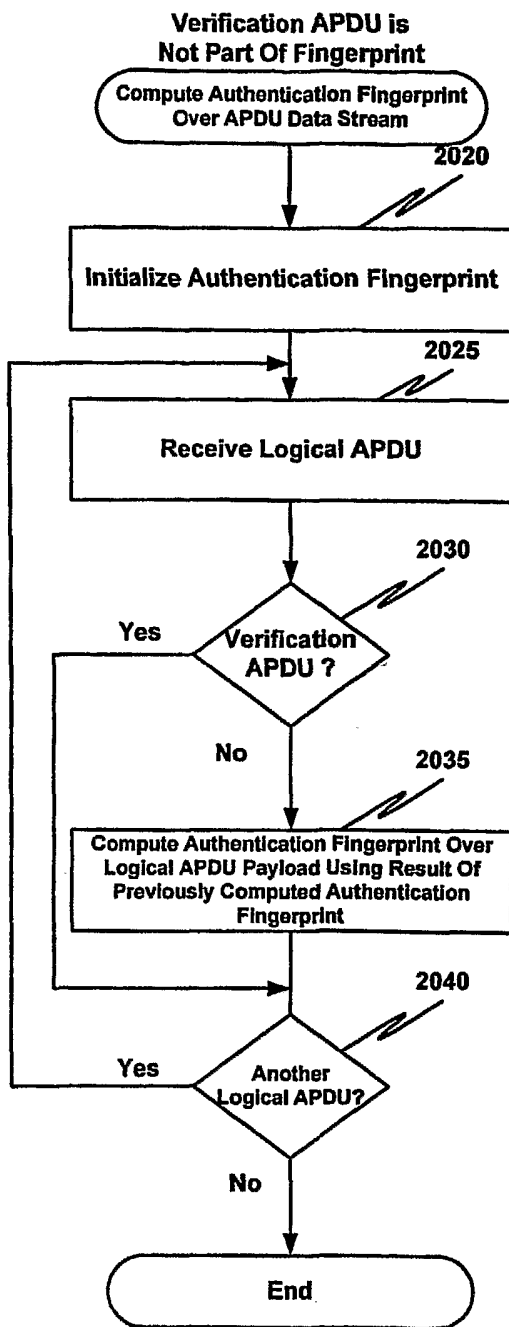 Verification APDU is
Not Part Of Fingerprint
Compute Authentication Fingerprint
Over APDU Data Stream
2020
Initialize Authentication Fingerprint
2025
Receive Logical APDU
2030
Yes
Verification
APDU ?
No
2035
Compute Authentication Fingerprint Over
Logical APDU Payload Using Result Of
Previously Computed Authentication
Fingerprint
2040
Yes
Another
Logical APDU?
No
End